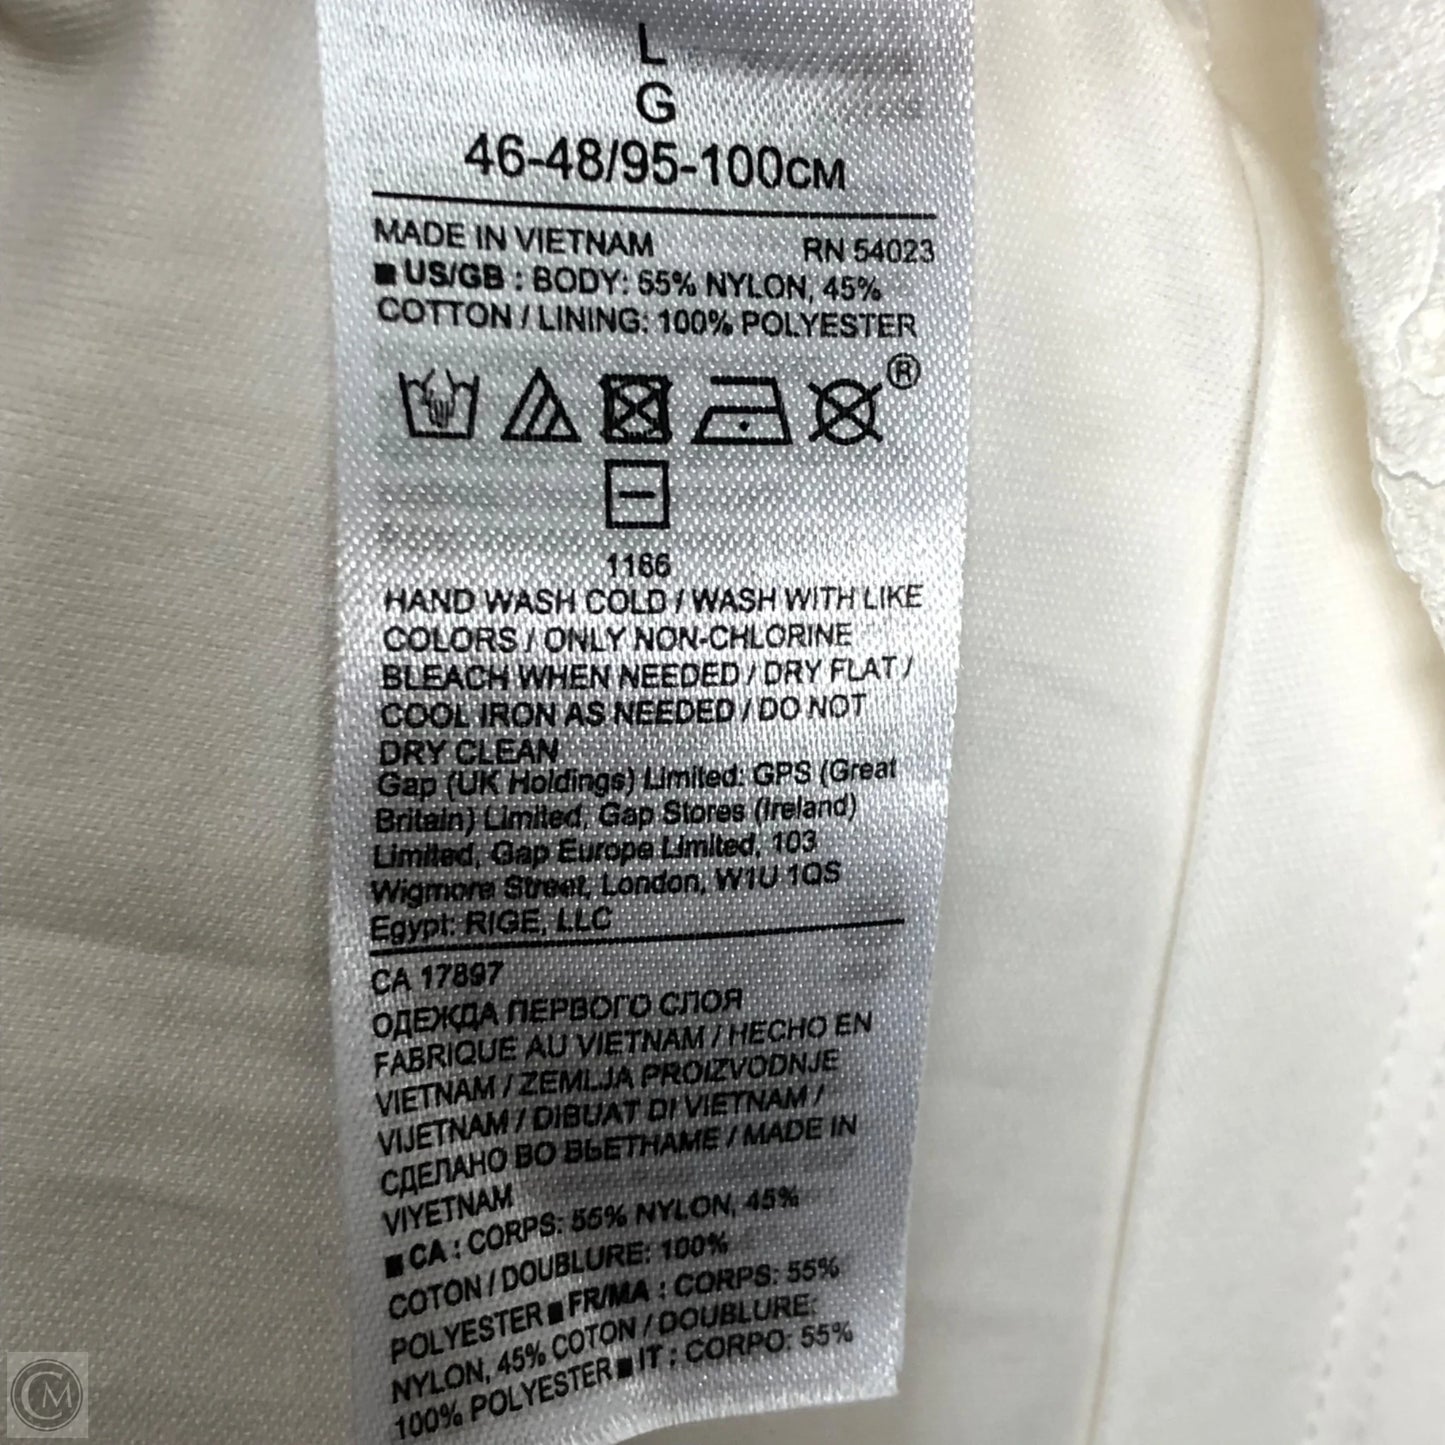 L
G
46-48/95-100CM
MADE IN VIETNAM RN 54023
■ US/GB : BODY: 55% NYLON, 45%
COTTON / LINING: 100% POLYESTER
®
1166
HAND WASH COLD / WASH WITH LIKE
COLORS / ONLY NON-CHLORINE
BLEACH WHEN NEEDED / DRY FLAT /
COOL IRON AS NEEDED / DO NOT
DRY CLEAN
Gap (UK Holdings) Limited: GPS (Great
Britain) Limited, Gap Stores (Ireland)
Limited, Gap Europe Limited, 103
Wigmore Street, London, W1U 1QS
Egypt: RIGE, LLC
CA 17897
ОДЕЖДА ПЕРВОГО СЛОЯ
FABRIQUE AU VIETNAM / HECHO EN
VIETNAM / ZEMLJA PROIZVODNJE
VIJETNAM / DIBUAT DI VIETNAM /
СДЕЛАНО ВО ВЬЕТНАМЕ / MADE IN
VIYETNAM
■ CA : CORPS: 55% NYLON, 45%
COTON / DOUBLURE: 100%
POLYESTER ■ FR/MA : CORPS: 55%
NYLON, 45% COTON / DOUBLURE:
100% POLYESTER ■ IT : CORPO: 55%
CM